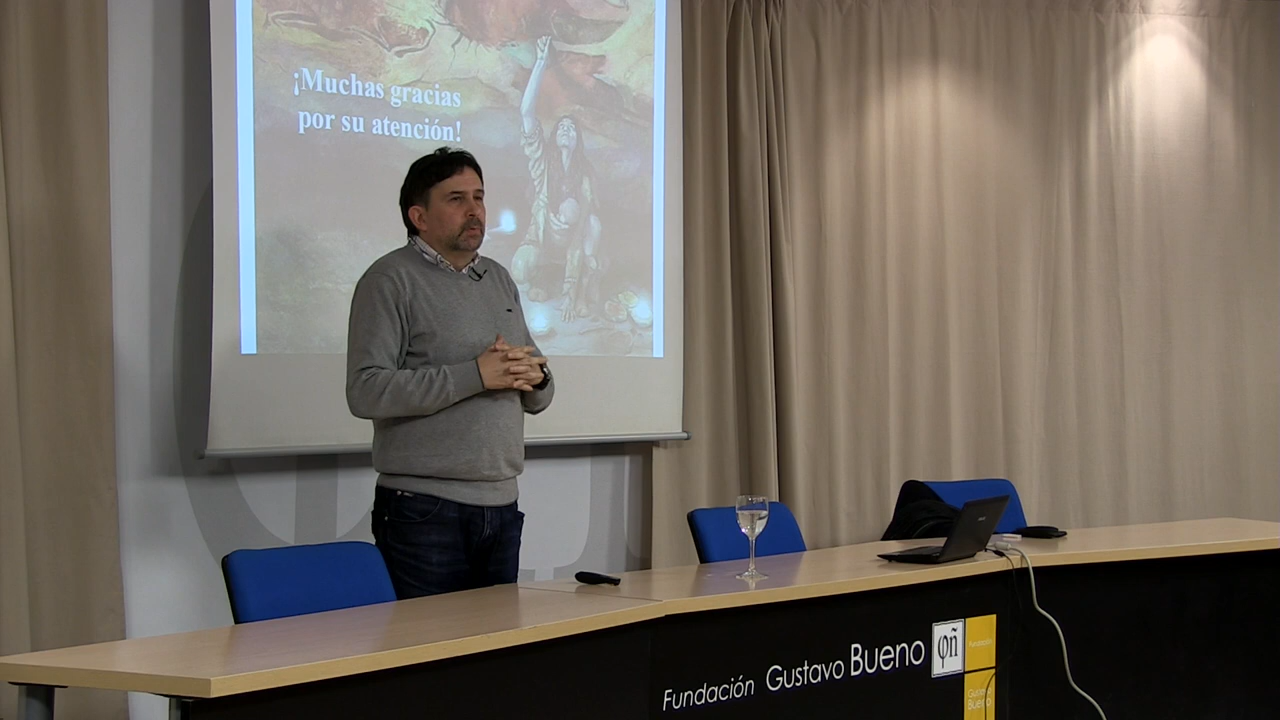 ¡Muchas gracias
por su atención!
Fundación Gustavo Bueno
φñ
Fundación
Gustavo
Bueno